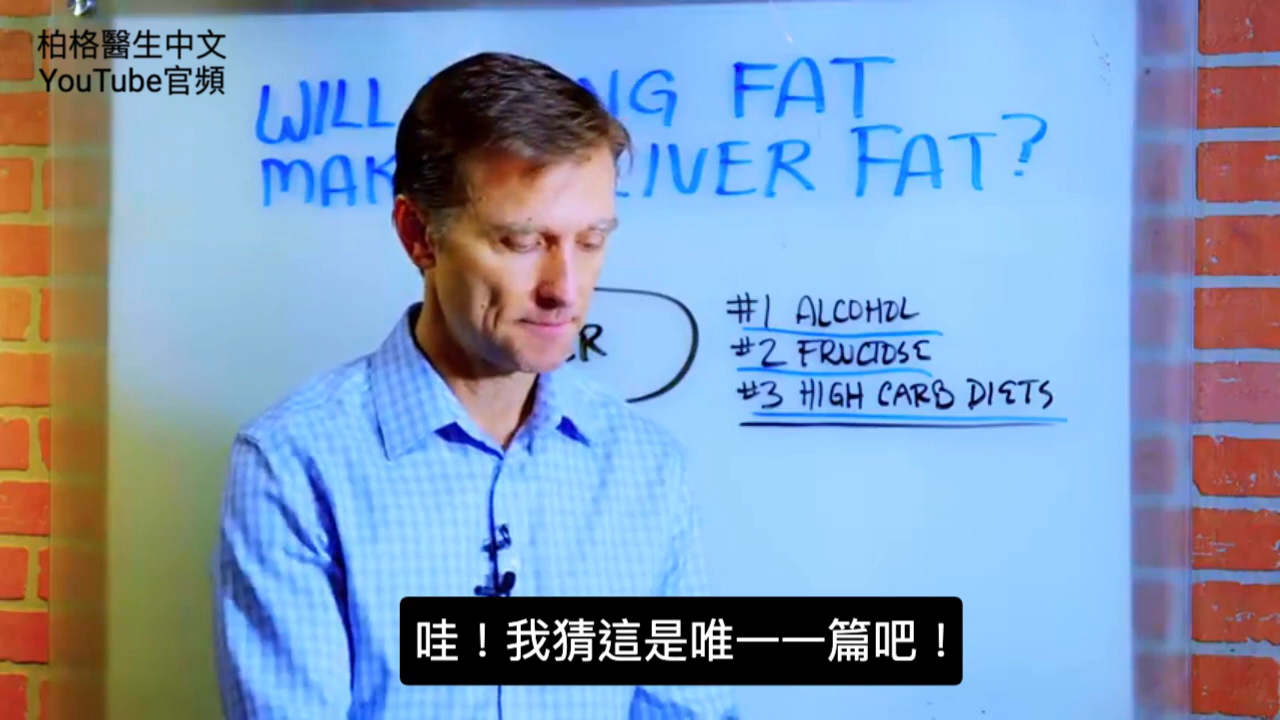 柏格醫生中文
YouTube官頻
WILL NG FAT
MAK LIVER FAT?
R
#1 ALCOHOL
#2 FRUCTOSE
#3 HIGH CARB DIETS
哇！我猜這是唯一一篇吧！